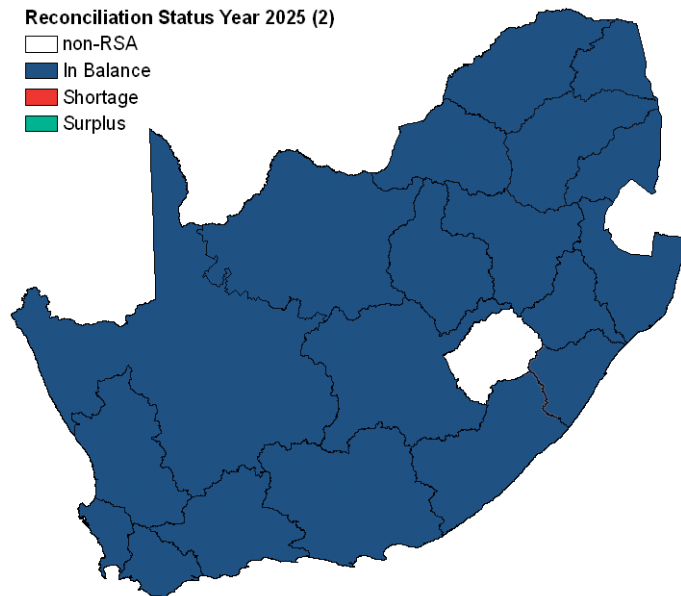 Reconciliation Status Year 2025 (2)
non-RSA
In Balance
Shortage
Surplus